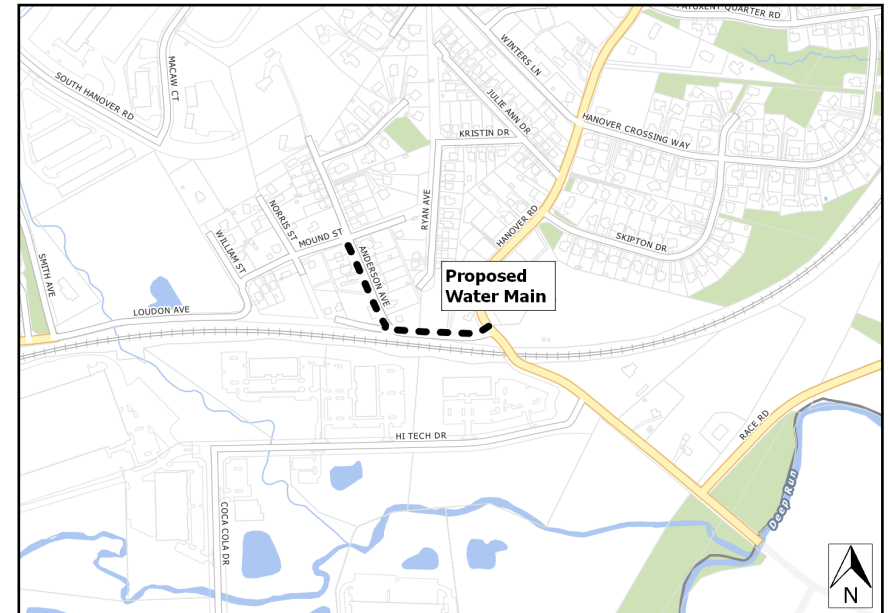 PATUXENT QUARTER RD
WINTERS LN
MACAW CT
SOUTH HANOVER RD
JULIE ANN DR
HANOVER CROSSING WAY
KRISTIN DR
NORRIS ST
RYAN AVE
HANOVER RD
MOUND ST
WILLIAM ST
SKIPTON DR
SMITH AVE
ANDERSON AVE
Proposed
Water Main
LOUDON AVE
RACE RD
HI TECH DR
Deep Run
COCA COLA DR
N